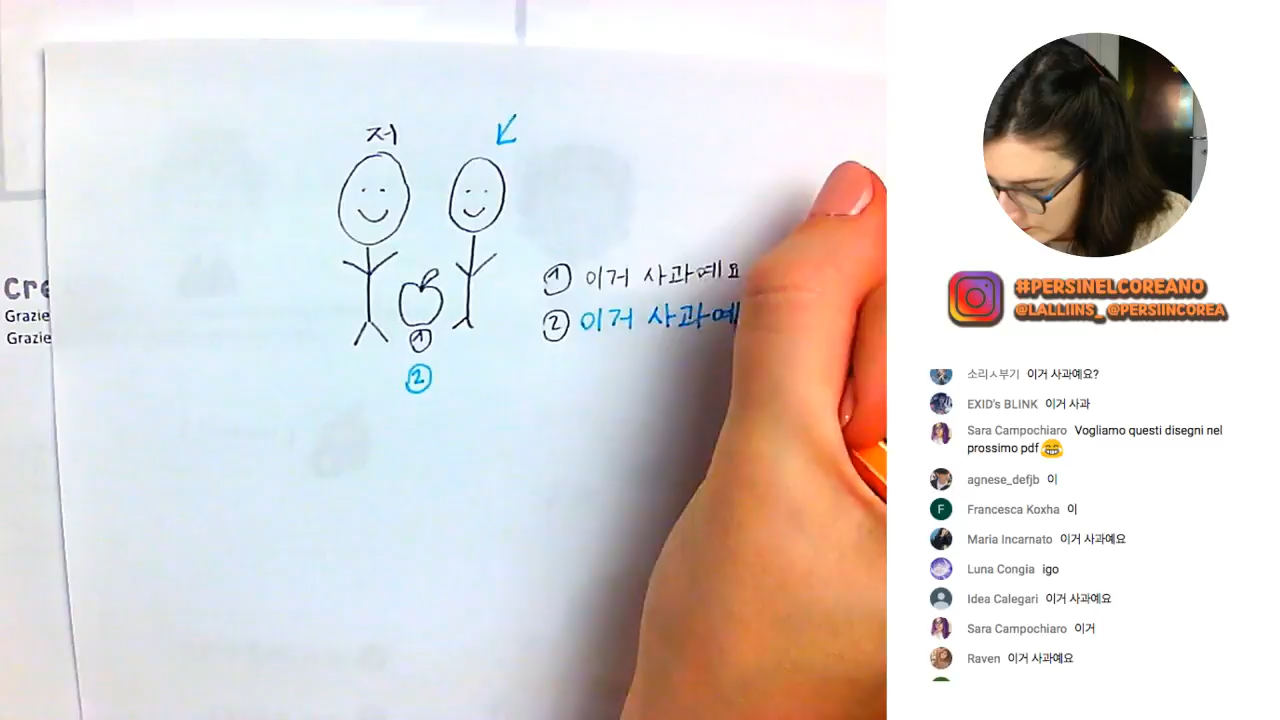 저
① 이거 사과예요
② 이거 사과예
①
②
Cre
Grazie
Grazie
#PERSINELCOREANO
@LALLIINS_ @PERSIINCOREA
소리ㅅ부기 이거 사과예요?
EXID's BLINK 이거 사과
Sara Campochiaro Vogliamo questi disegni nel
prossimo pdf 😂
agnese_defjb 이
F Francesca Koxha 이
Maria Incarnato 이거 사과예요
Luna Congia igo
Idea Calegari 이거 사과예요
Sara Campochiaro 이거
Raven 이거 사과예요